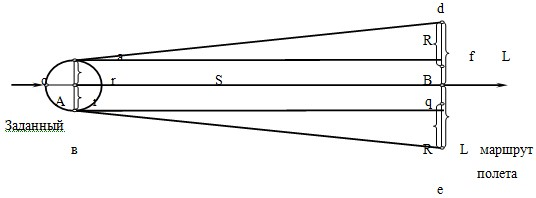 d
R f L
a
c r S B
A r q
Заданный
в R L маршрут
полета
e